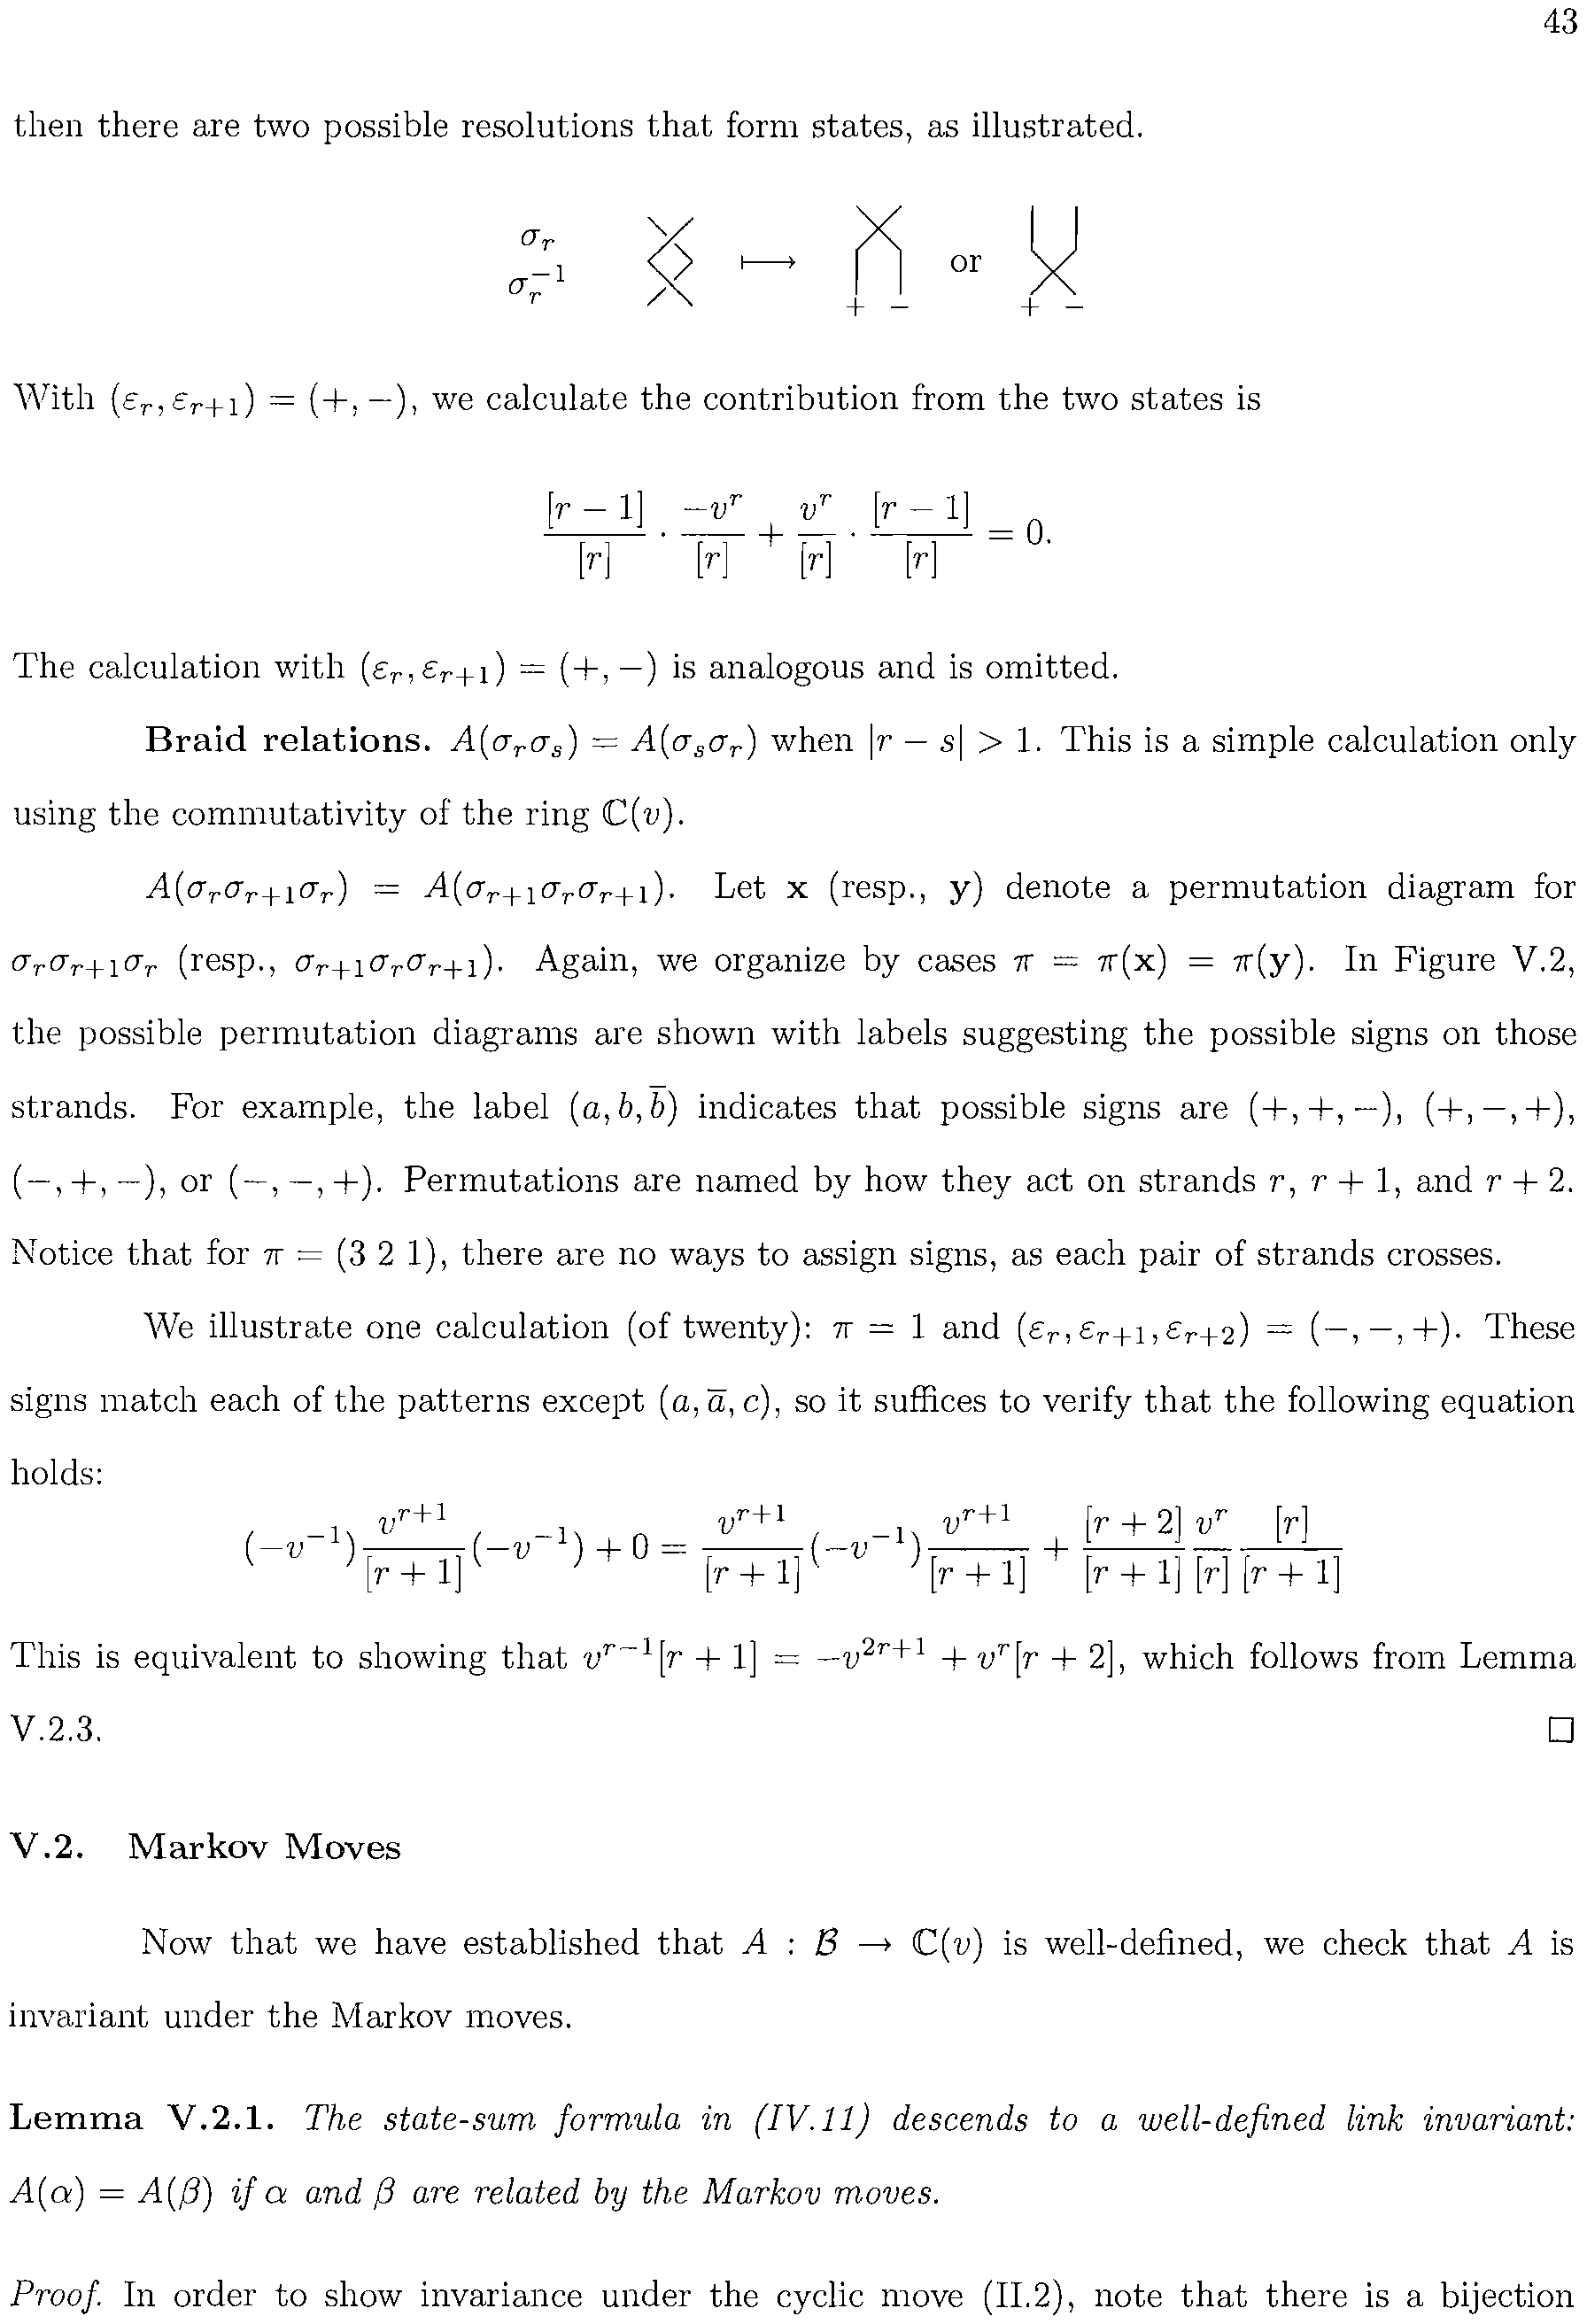 43
then there are two possible resolutions that form states, as illustrated.
σ_r
σ_r^{-1} ⟼ or
+ − + −
With (ε_r, ε_{r+1}) = (+, −), we calculate the contribution from the two states is
\frac{[r − 1]}{[r]} · \frac{−v^r}{[r]} + \frac{v^r}{[r]} · \frac{[r − 1]}{[r]} = 0.
The calculation with (ε_r, ε_{r+1}) = (+, −) is analogous and is omitted.
Braid relations. A(σ_rσ_s) = A(σ_sσ_r) when |r − s| > 1. This is a simple calculation only
using the commutativity of the ring ℂ(v).
A(σ_rσ_{r+1}σ_r) = A(σ_{r+1}σ_rσ_{r+1}). Let x (resp., y) denote a permutation diagram for
σ_rσ_{r+1}σ_r (resp., σ_{r+1}σ_rσ_{r+1}). Again, we organize by cases π = π(x) = π(y). In Figure V.2,
the possible permutation diagrams are shown with labels suggesting the possible signs on those
strands. For example, the label (a, b, \bar{b}) indicates that possible signs are (+, +, −), (+, −, +),
(−, +, −), or (−, −, +). Permutations are named by how they act on strands r, r + 1, and r + 2.
Notice that for π = (3 2 1), there are no ways to assign signs, as each pair of strands crosses.
We illustrate one calculation (of twenty): π = 1 and (ε_r, ε_{r+1}, ε_{r+2}) = (−, −, +). These
signs match each of the patterns except (a, \bar{a}, c), so it suffices to verify that the following equation
holds:
(−v^{-1})\frac{v^{r+1}}{[r + 1]}(−v^{-1}) + 0 = \frac{v^{r+1}}{[r + 1]}(−v^{-1})\frac{v^{r+1}}{[r + 1]} + \frac{[r + 2]}{[r + 1]}\frac{v^r}{[r]}\frac{[r]}{[r + 1]}
This is equivalent to showing that v^{r−1}[r + 1] = −v^{2r+1} + v^r[r + 2], which follows from Lemma
V.2.3. □
V.2. Markov Moves
Now that we have established that A : ℬ → ℂ(v) is well-defined, we check that A is
invariant under the Markov moves.
Lemma V.2.1. The state-sum formula in (IV.11) descends to a well-defined link invariant:
A(α) = A(β) if α and β are related by the Markov moves.
Proof. In order to show invariance under the cyclic move (II.2), note that there is a bijection